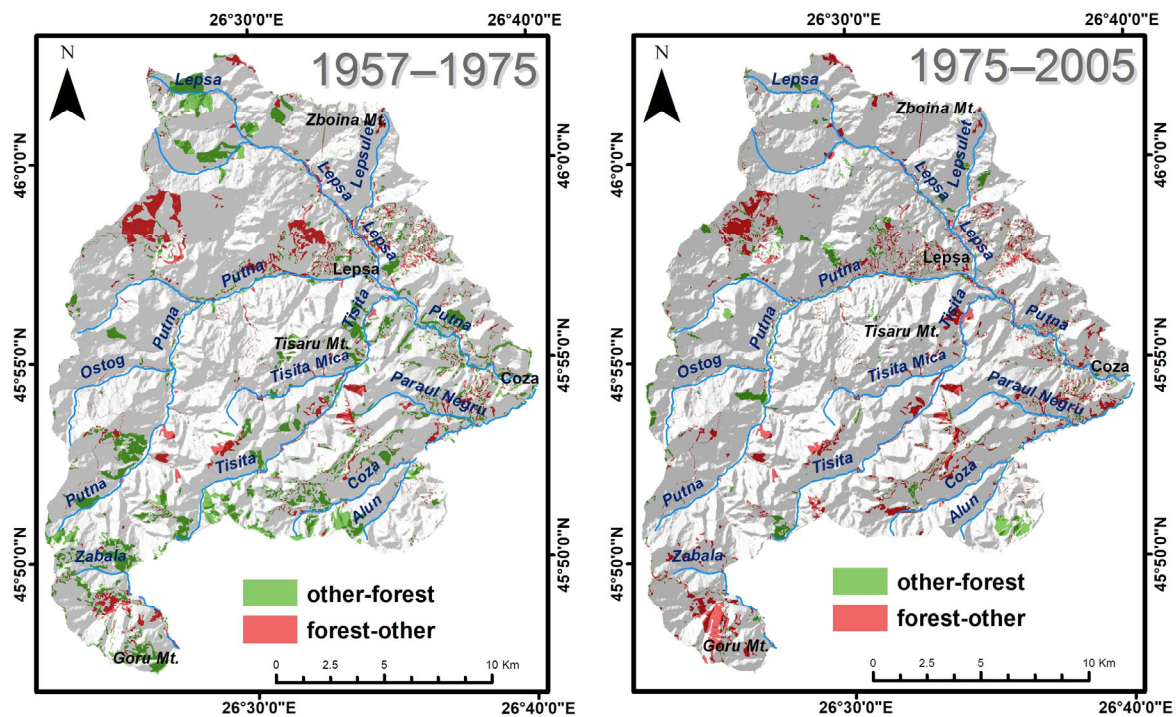 26°30'0"E
26°40'0"E
N
1957–1975
Lepsa
Zboina Mt.
Lepsulet
Lepsa
46°0'0"N
46°0'0"N
Lepsa
Lepșa
Putna
Tisita
Putna
Putna
Tisaru Mt.
Ostog
Tisita Mica
45°55'0"N
45°55'0"N
Coza
Paraul Negru
Tisita
Coza
Putna
Alun
Zabala
45°50'0"N
45°50'0"N
other-forest
forest-other
Goru Mt.
0 2.5 5 10 Km
26°30'0"E
26°40'0"E
26°30'0"E
26°40'0"E
N
1975–2005
Lepsa
Zboina Mt.
Lepsulet
Lepsa
46°0'0"N
46°0'0"N
Lepsa
Lepșa
Putna
Tisita
Putna
Putna
Tisaru Mt.
Ostog
Tisita Mica
45°55'0"N
45°55'0"N
Coza
Paraul Negru
Tisita
Coza
Putna
Alun
Zabala
45°50'0"N
45°50'0"N
other-forest
forest-other
Goru Mt.
0 2.5 5 10 Km
26°30'0"E
26°40'0"E